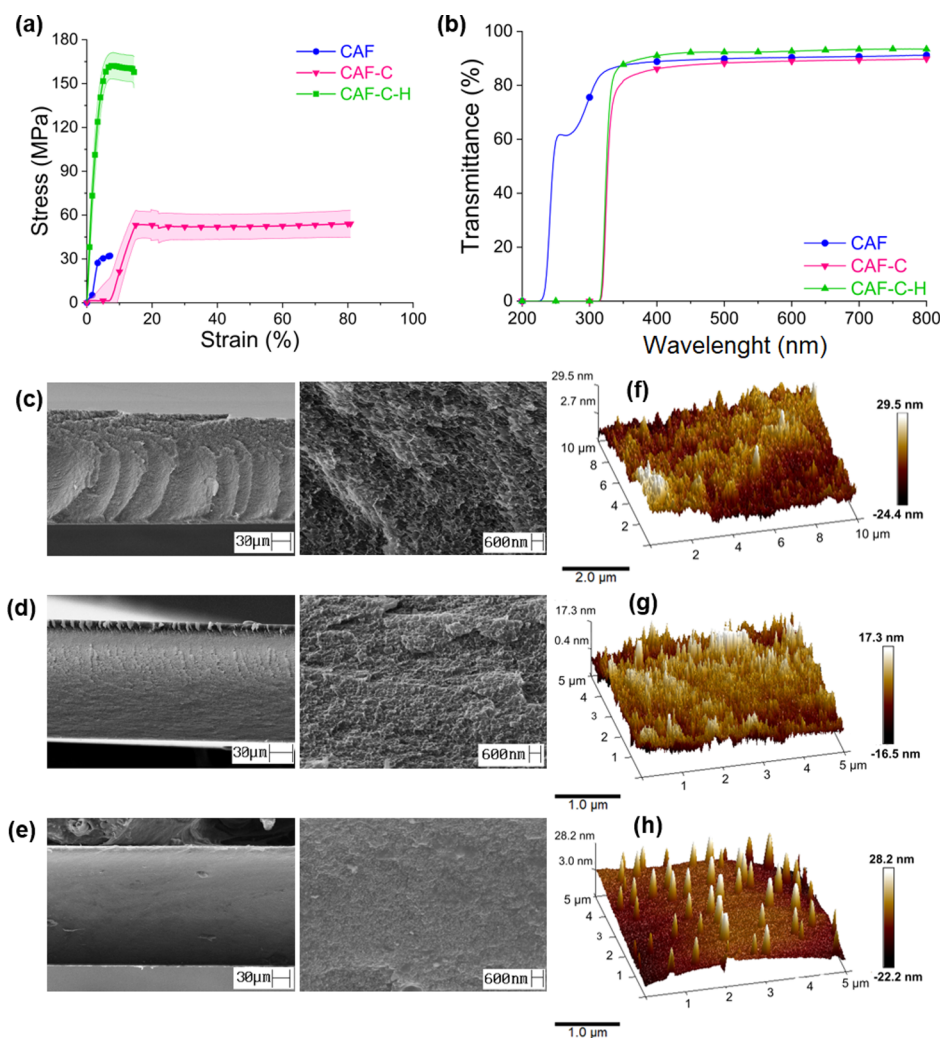 (a)
180
150
120
90
60
30
0
Stress (MPa)
0 20 40 60 80 100
Strain (%)
CAF
CAF-C
CAF-C-H
(b)
100
80
60
40
20
0
Transmittance (%)
200 300 400 500 600 700 800
Wavelenght (nm)
CAF
CAF-C
CAF-C-H
(c)
30µm
600nm
(f)
29.5 nm
2.7 nm
10 µm
8
6
4
2
2 4 6 8 10 µm
29.5 nm
-24.4 nm
2.0 µm
(d)
30µm
600nm
(g)
17.3 nm
0.4 nm
5 µm
4
3
2
1
1 2 3 4 5 µm
17.3 nm
-16.5 nm
1.0 µm
(e)
30µm
600nm
(h)
28.2 nm
3.0 nm
5 µm
4
3
2
1
1 2 3 4 5 µm
28.2 nm
-22.2 nm
1.0 µm